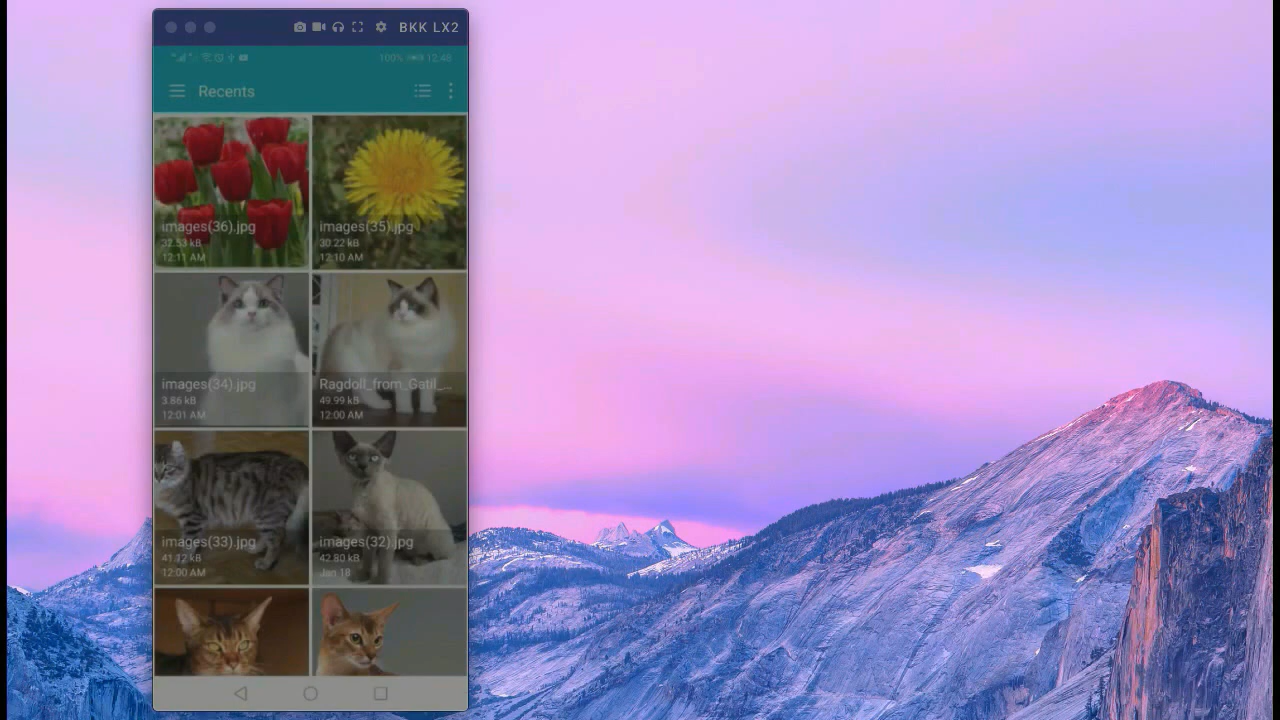 BKK LX2
100% 12:48
Recents
images(36).jpg
32.53 kB
12:11 AM
images(35).jpg
30.22 kB
12:10 AM
images(34).jpg
3.86 kB
12:01 AM
Ragdoll_from_Gatil_...
49.99 kB
12:00 AM
images(33).jpg
41.12 kB
12:00 AM
images(32).jpg
42.80 kB
Jan 18